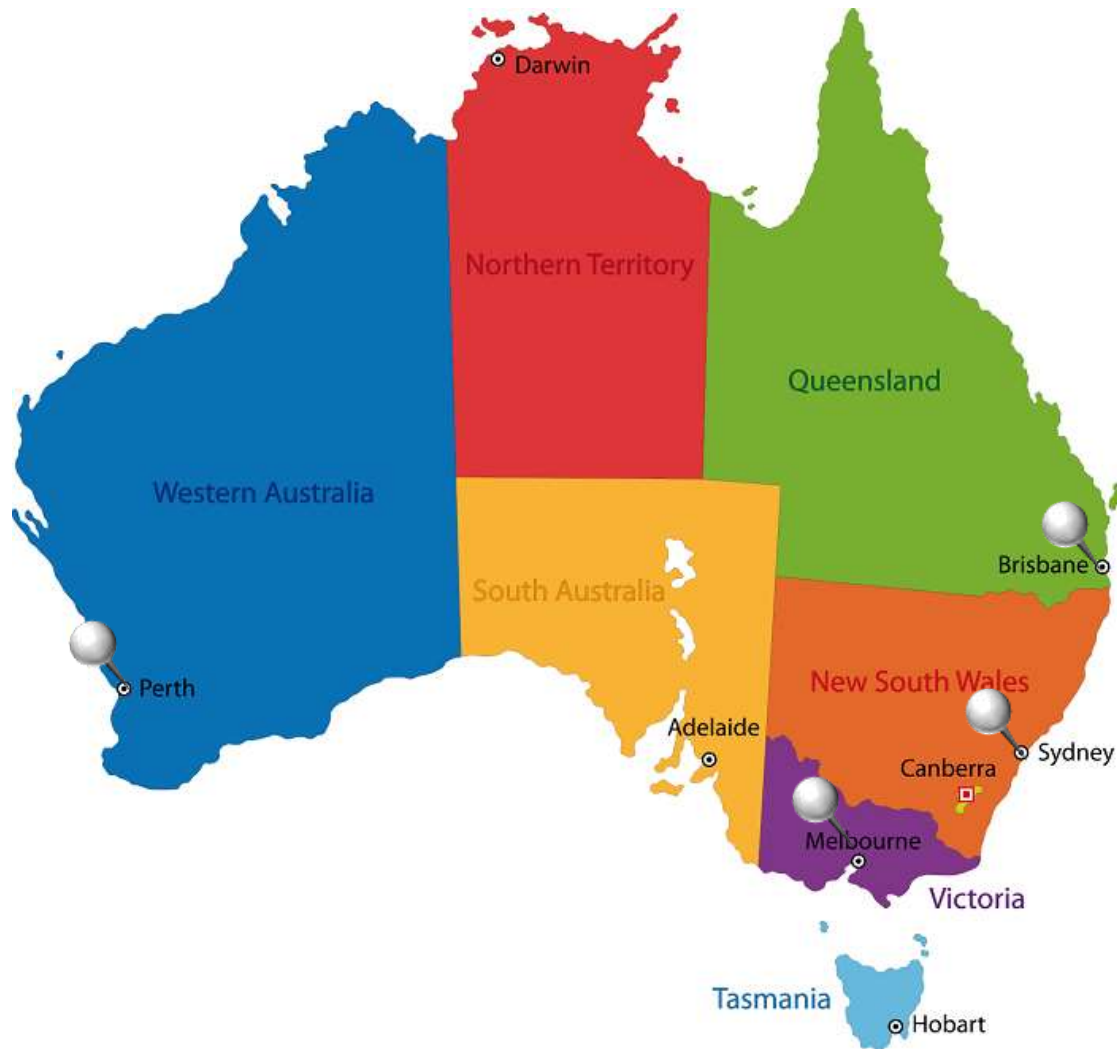 Darwin
Northern Territory
Queensland
Western Australia
Brisbane
South Australia
Perth
New South Wales
Adelaide
Sydney
Canberra
Melbourne
Victoria
Tasmania
Hobart